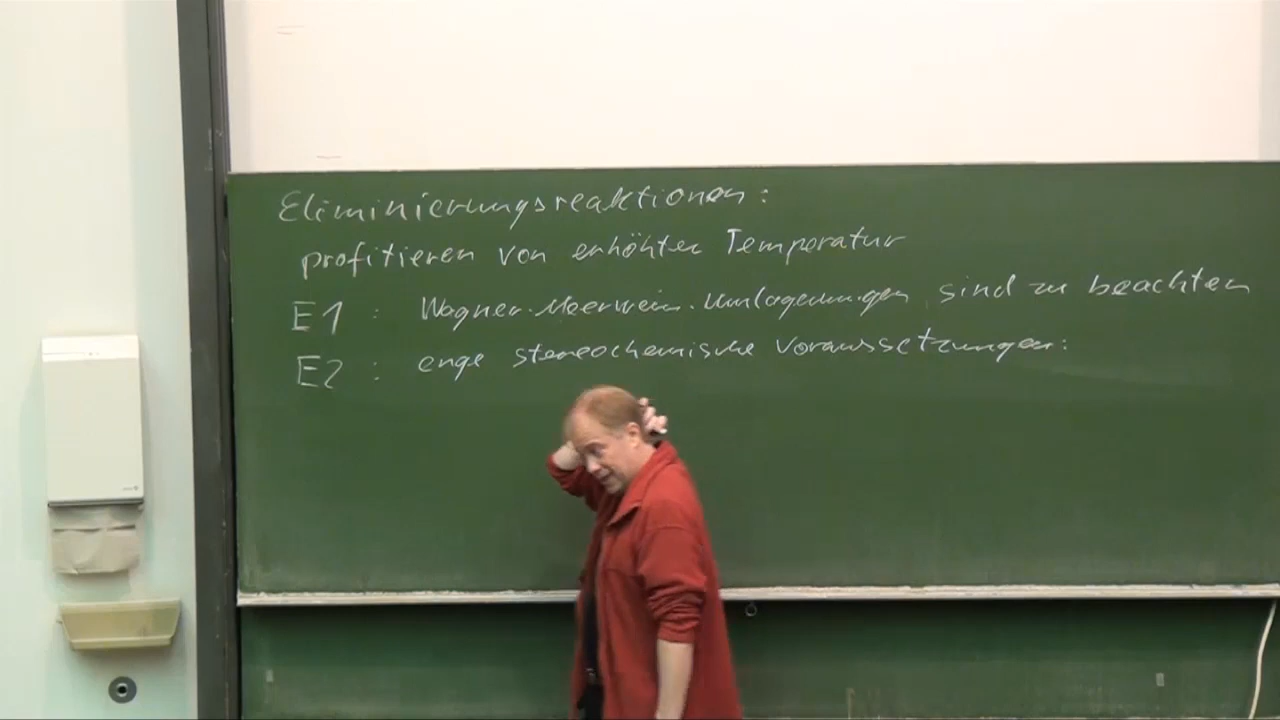 Eliminierungsreaktionen:
profitieren von erhöhter Temperatur
E1 : Wagner-Meerwein-Umlagerungen sind zu beachten
E2 : enge stereochemische Voraussetzungen: